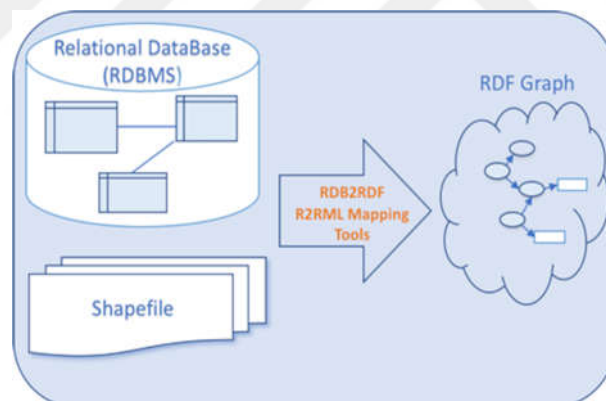 Relational DataBase
(RDBMS)
RDF Graph
RDB2RDF
R2RML Mapping
Tools
Shapefile